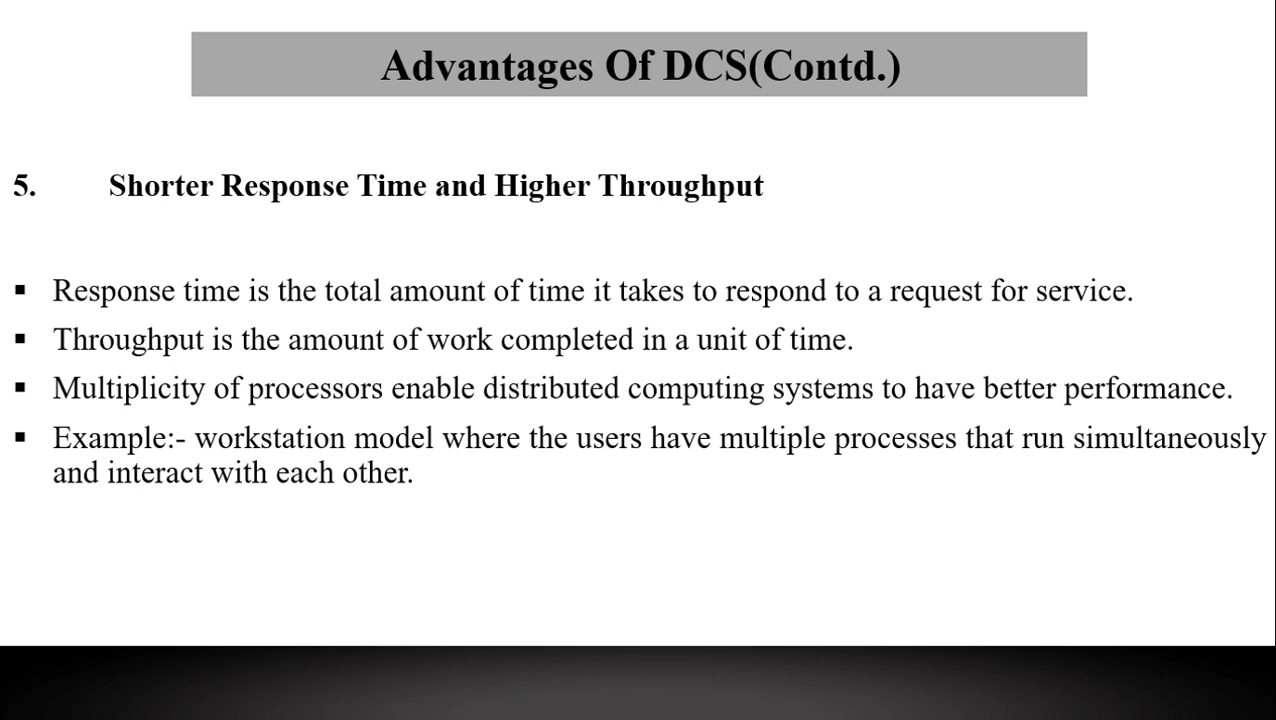 Advantages Of DCS(Contd.)
5. Shorter Response Time and Higher Throughput
▪ Response time is the total amount of time it takes to respond to a request for service.
▪ Throughput is the amount of work completed in a unit of time.
▪ Multiplicity of processors enable distributed computing systems to have better performance.
▪ Example:- workstation model where the users have multiple processes that run simultaneously
and interact with each other.